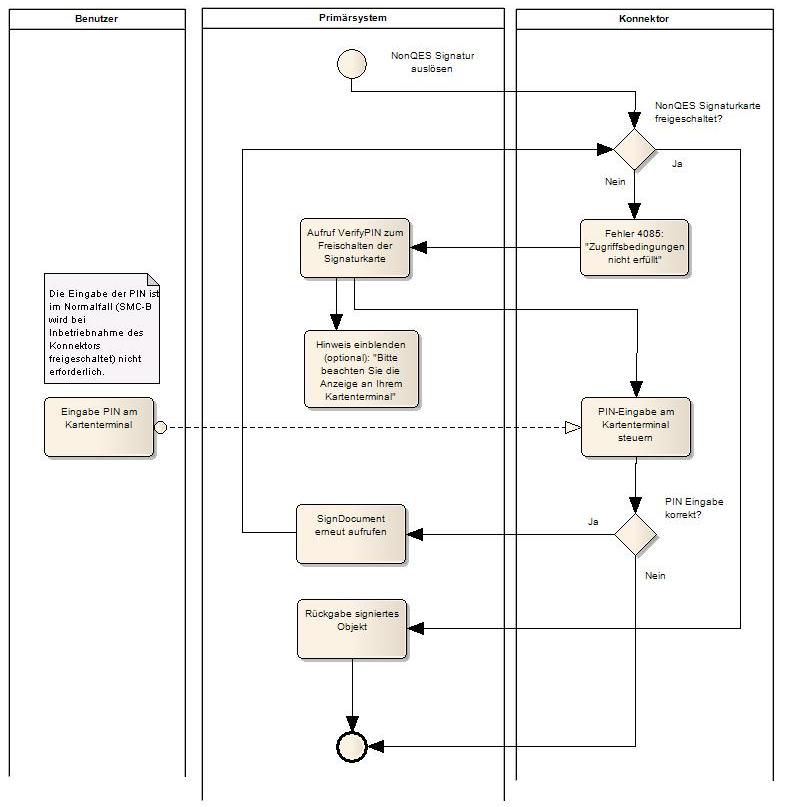 Benutzer
Primärsystem
Konnektor
NonQES Signatur
auslösen
NonQES Signaturkarte
freigeschaltet?
Ja
Nein
Aufruf VerifyPIN zum
Freischalten der
Signaturkarte
Fehler 4085:
"Zugriffsbedingungen
nicht erfüllt"
Die Eingabe der PIN ist
im Normalfall (SMC-B
wird bei
Inbetriebnahme des
Konnektors
freigeschaltet) nicht
erforderlich.
Hinweis einblenden
(optional): "Bitte
beachten Sie die
Anzeige an Ihrem
Kartenterminal"
Eingabe PIN am
Kartenterminal
PIN-Eingabe am
Kartenterminal
steuern
PIN Eingabe
korrekt?
Ja
Nein
SignDocument
erneut aufrufen
Rückgabe signiertes
Objekt